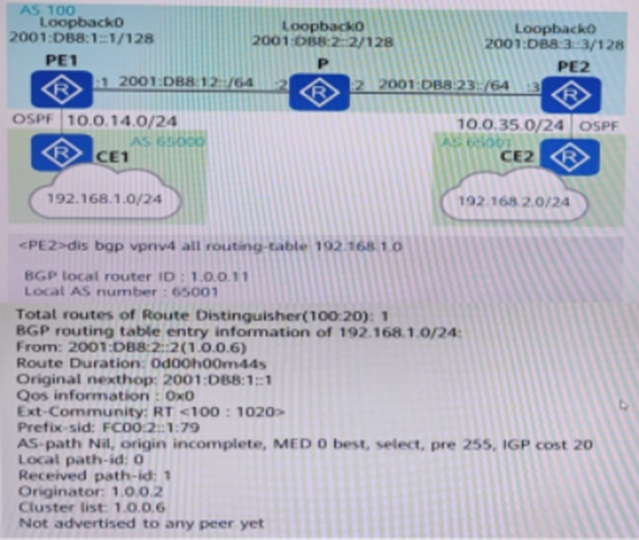 AS 100
Loopback0
2001:DB8:1::1/128
Loopback0
2001:DB8:2::2/128
Loopback0
2001:DB8:3::3/128
PE1
P
PE2
R
:1
2001:DB8:12::/64
:2
R
:2
2001:DB8:23::/64
:3
R
OSPF
10.0.14.0/24
10.0.35.0/24
OSPF
R
CE1
AS 65000
AS 65001
CE2
R
192.168.1.0/24
192.168.2.0/24
<PE2>dis bgp vpnv4 all routing-table 192.168.1.0
BGP local router ID : 1.0.0.11
Local AS number : 65001
Total routes of Route Distinguisher(100:20): 1
BGP routing table entry information of 192.168.1.0/24:
From: 2001:DB8:2::2(1.0.0.6)
Route Duration: 0d00h00m44s
Original nexthop: 2001:DB8:1::1
Qos information : 0x0
Ext-Community: RT <100 : 1020>
Prefix-sid: FC00:2::1:79
AS-path Nil, origin incomplete, MED 0 best, select, pre 255, IGP cost 20
Local path-id: 0
Received path-id: 1
Originator: 1.0.0.2
Cluster list: 1.0.0.6
Not advertised to any peer yet